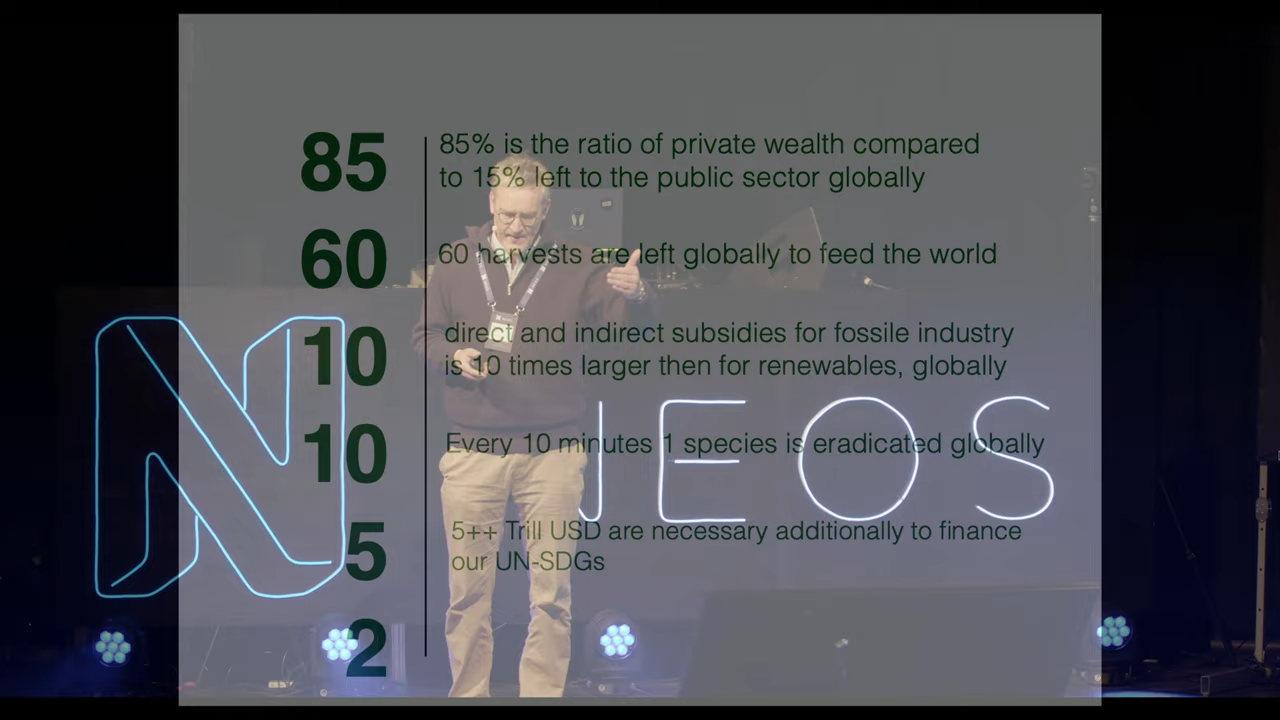 85
85% is the ratio of private wealth compared
to 15% left to the public sector globally
60
60 harvests are left globally to feed the world
10
direct and indirect subsidies for fossile industry
is 10 times larger then for renewables, globally
10
Every 10 minutes 1 species is eradicated globally
5
5++ Trill USD are necessary additionally to finance
our UN-SDGs
2
N
NEOS